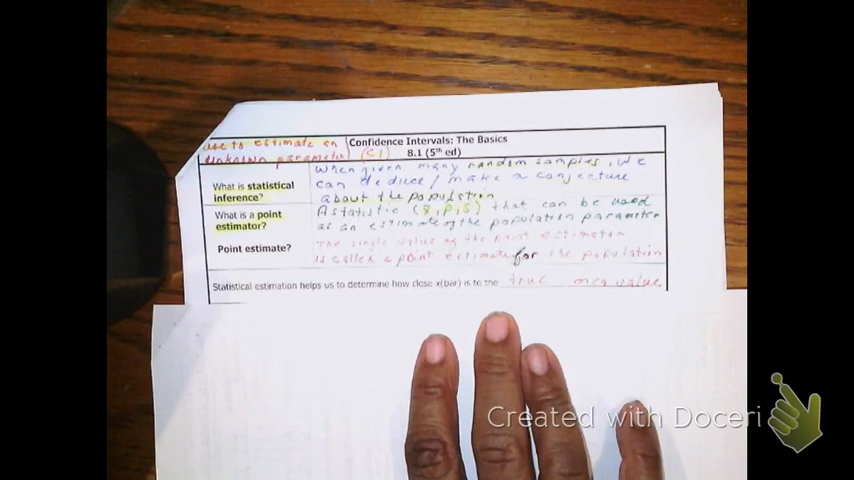 use to estimate an
unknown parameter (CI)
Confidence Intervals: The Basics
8.1 (5th ed)
What is statistical
inference?
When given many random samples, we
can deduce / make a conjecture
about the population
What is a point
estimator?
A statistic (x̄, p̂, s) that can be used
as an estimate of the population parameter
Point estimate?
The single value of the point estimator
is called a point estimate for the population
Statistical estimation helps us to determine how close x(bar) is to the true value
Created with Doceri